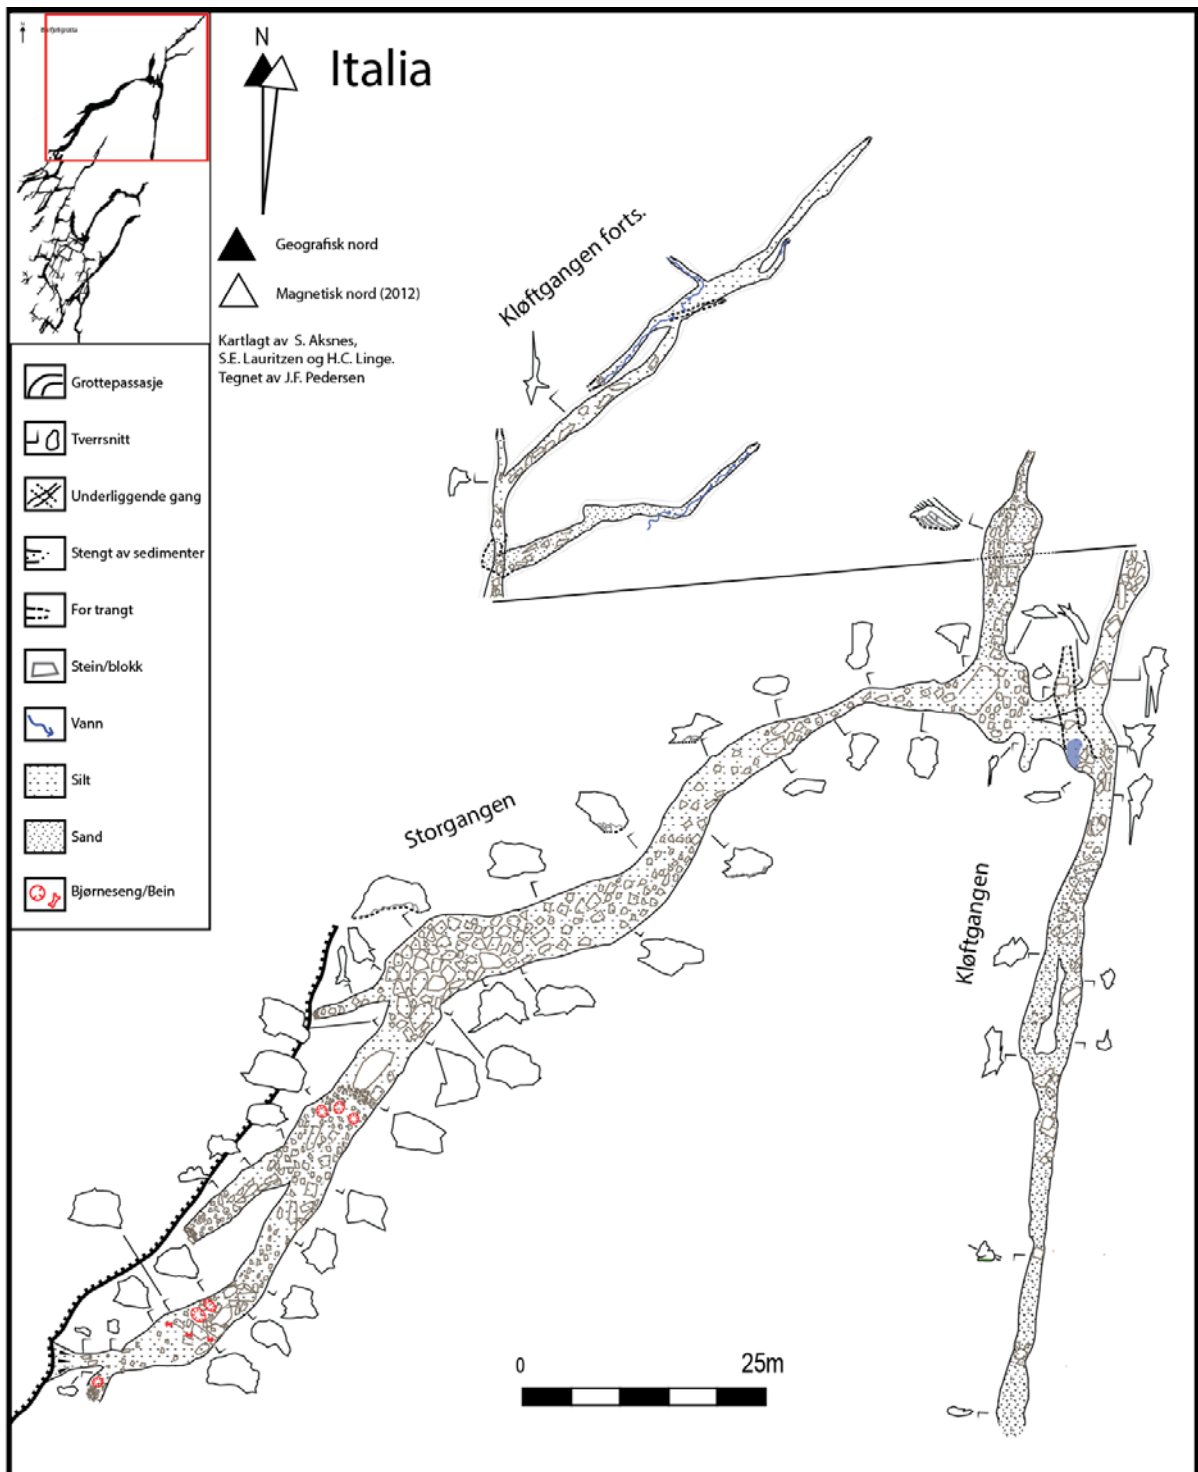 N
N
Italia
Geografisk nord
Magnetisk nord (2012)
Kartlagt av S. Aksnes,
S.E. Lauritzen og H.C. Linge.
Tegnet av J.F. Pedersen
Grottepassasje
Tverrsnitt
Underliggende gang
Stengt av sedimenter
For trangt
Stein/blokk
Vann
Silt
Sand
Bjørneseng/Bein
Kløftgangen forts.
Storgangen
Kløftgangen
0 25m